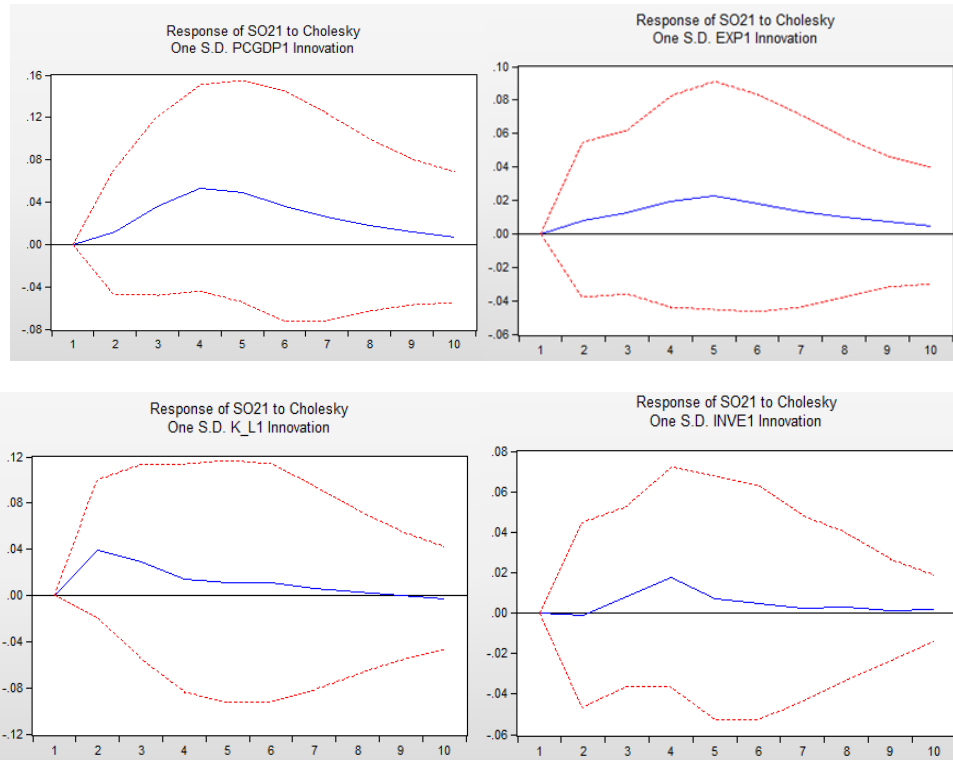 Response of SO21 to Cholesky
One S.D. PCGDP1 Innovation
.16
.12
.08
.04
.00
-.04
-.08
1 2 3 4 5 6 7 8 9 10
Response of SO21 to Cholesky
One S.D. EXP1 Innovation
.10
.08
.06
.04
.02
.00
-.02
-.04
-.06
1 2 3 4 5 6 7 8 9 10
Response of SO21 to Cholesky
One S.D. K_L1 Innovation
.12
.08
.04
.00
-.04
-.08
-.12
1 2 3 4 5 6 7 8 9 10
Response of SO21 to Cholesky
One S.D. INVE1 Innovation
.08
.06
.04
.02
.00
-.02
-.04
-.06
1 2 3 4 5 6 7 8 9 10